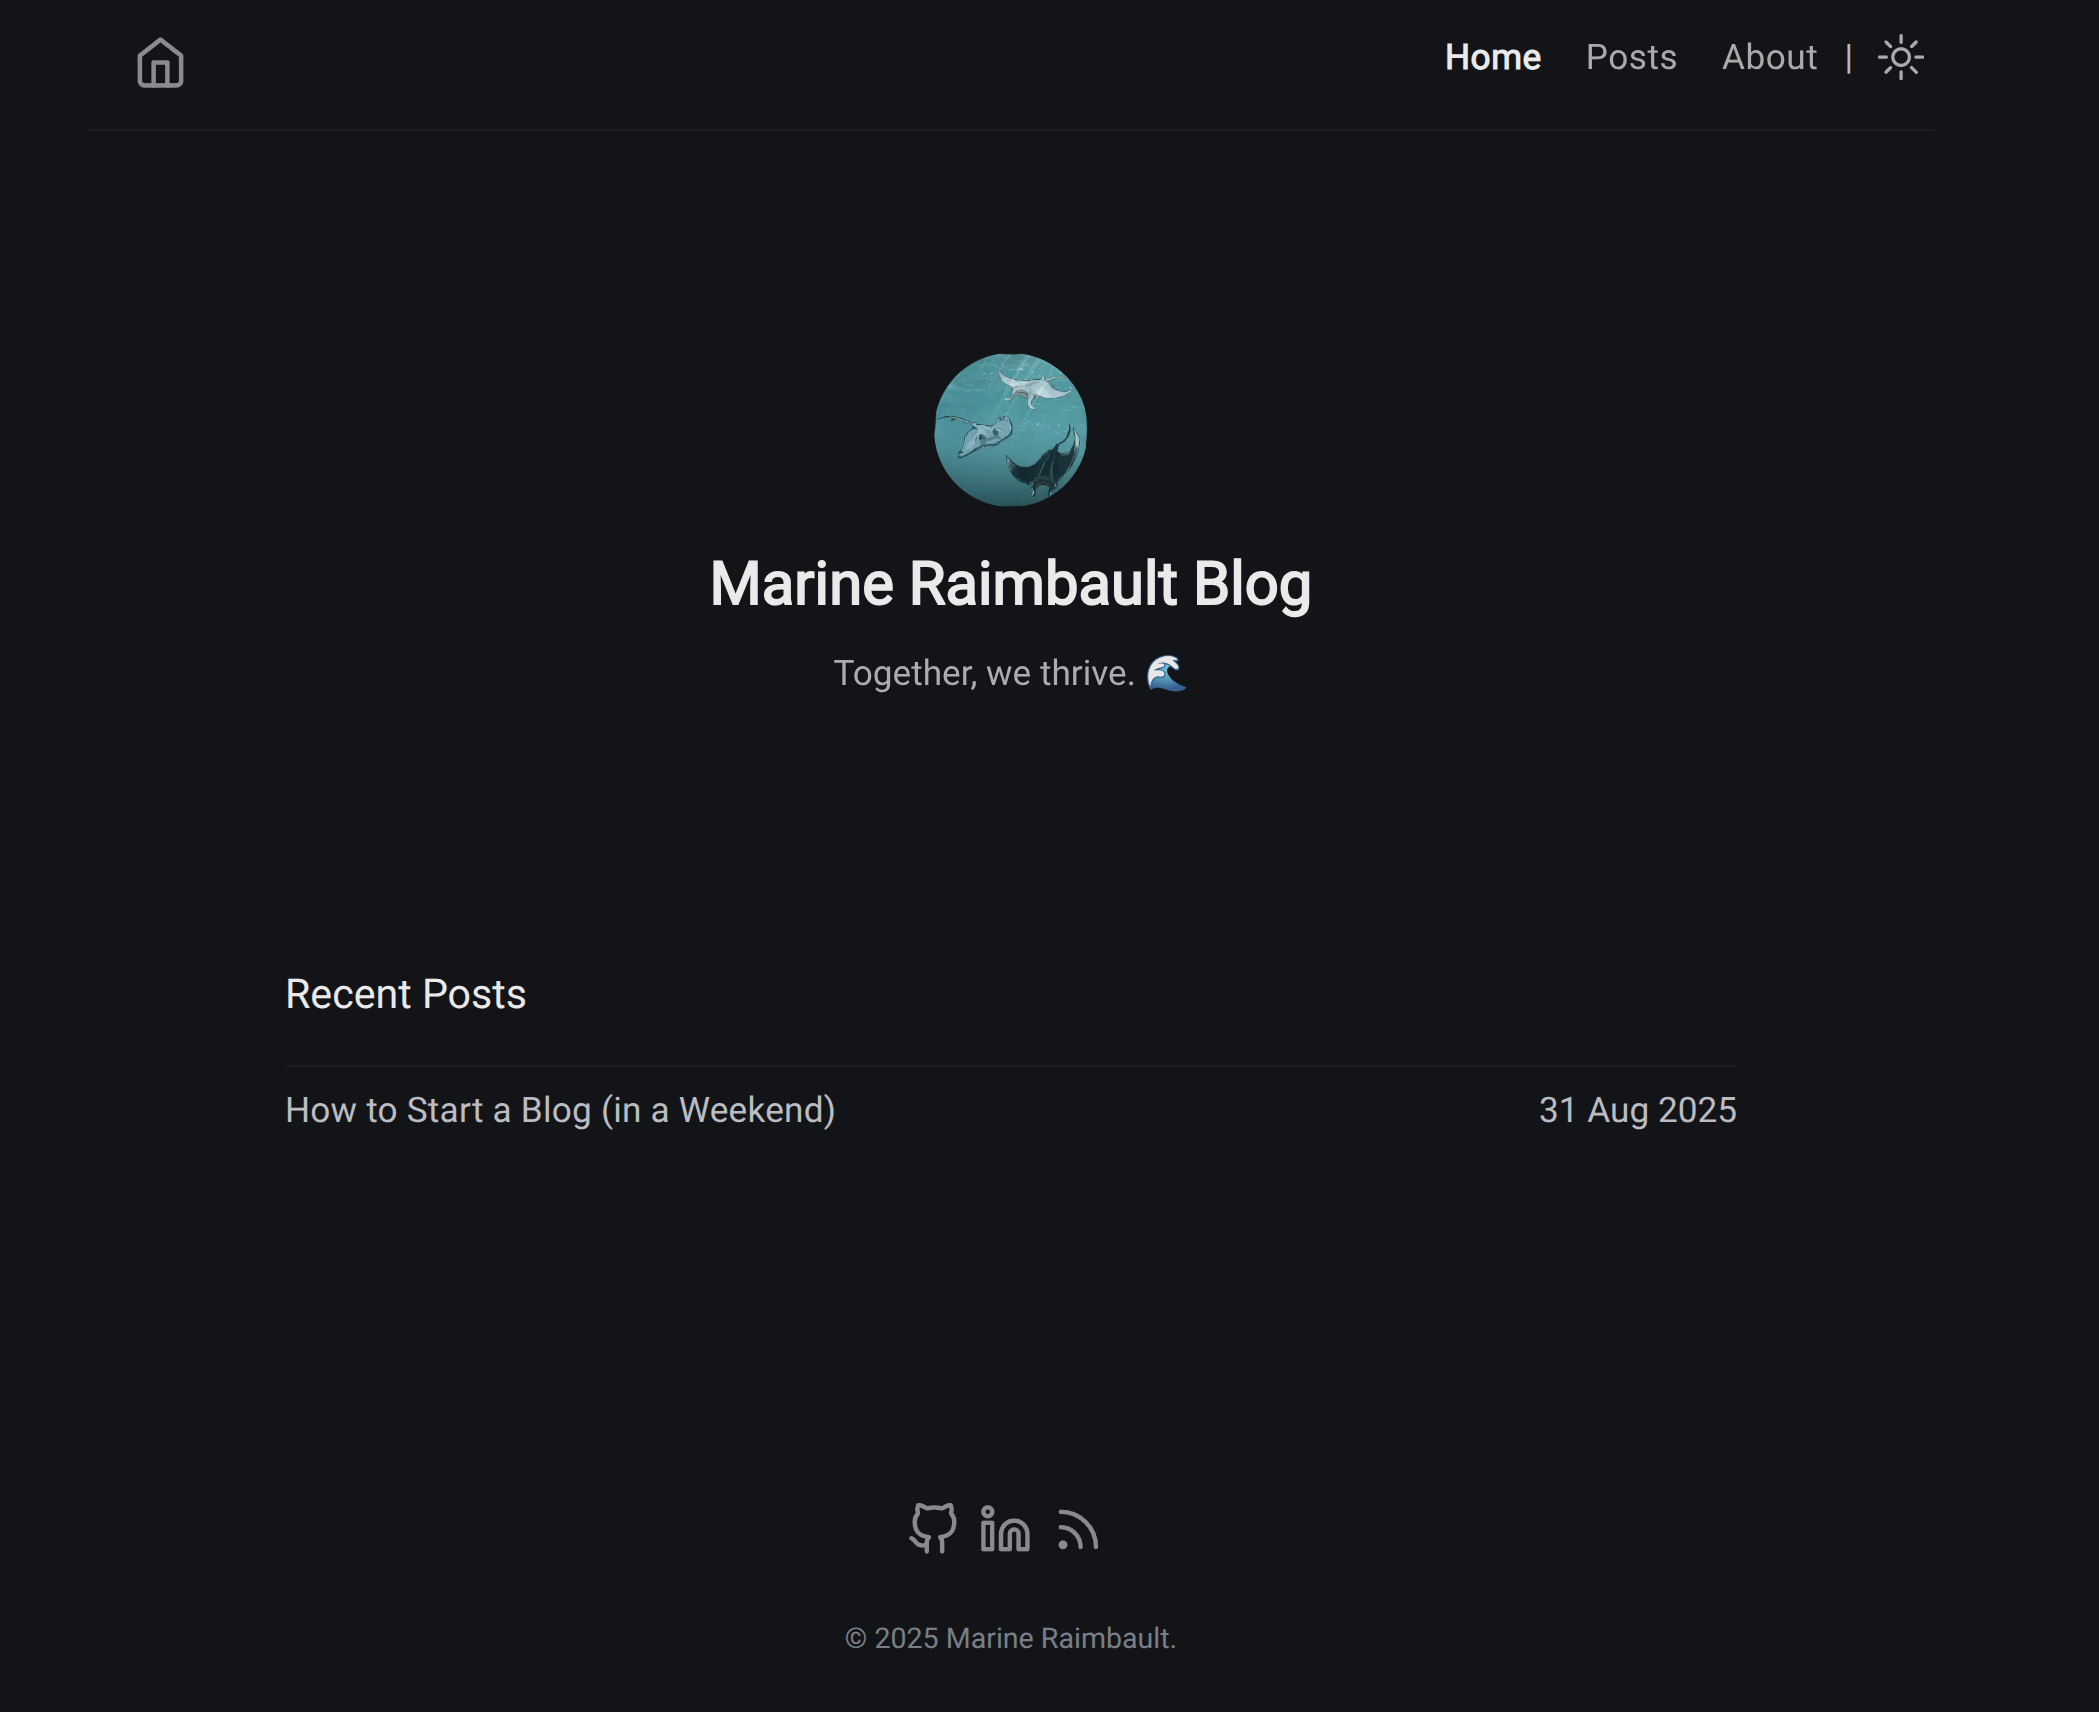 Home Posts About |
Marine Raimbault Blog
Together, we thrive. 🌊
Recent Posts
How to Start a Blog (in a Weekend) 31 Aug 2025
© 2025 Marine Raimbault.